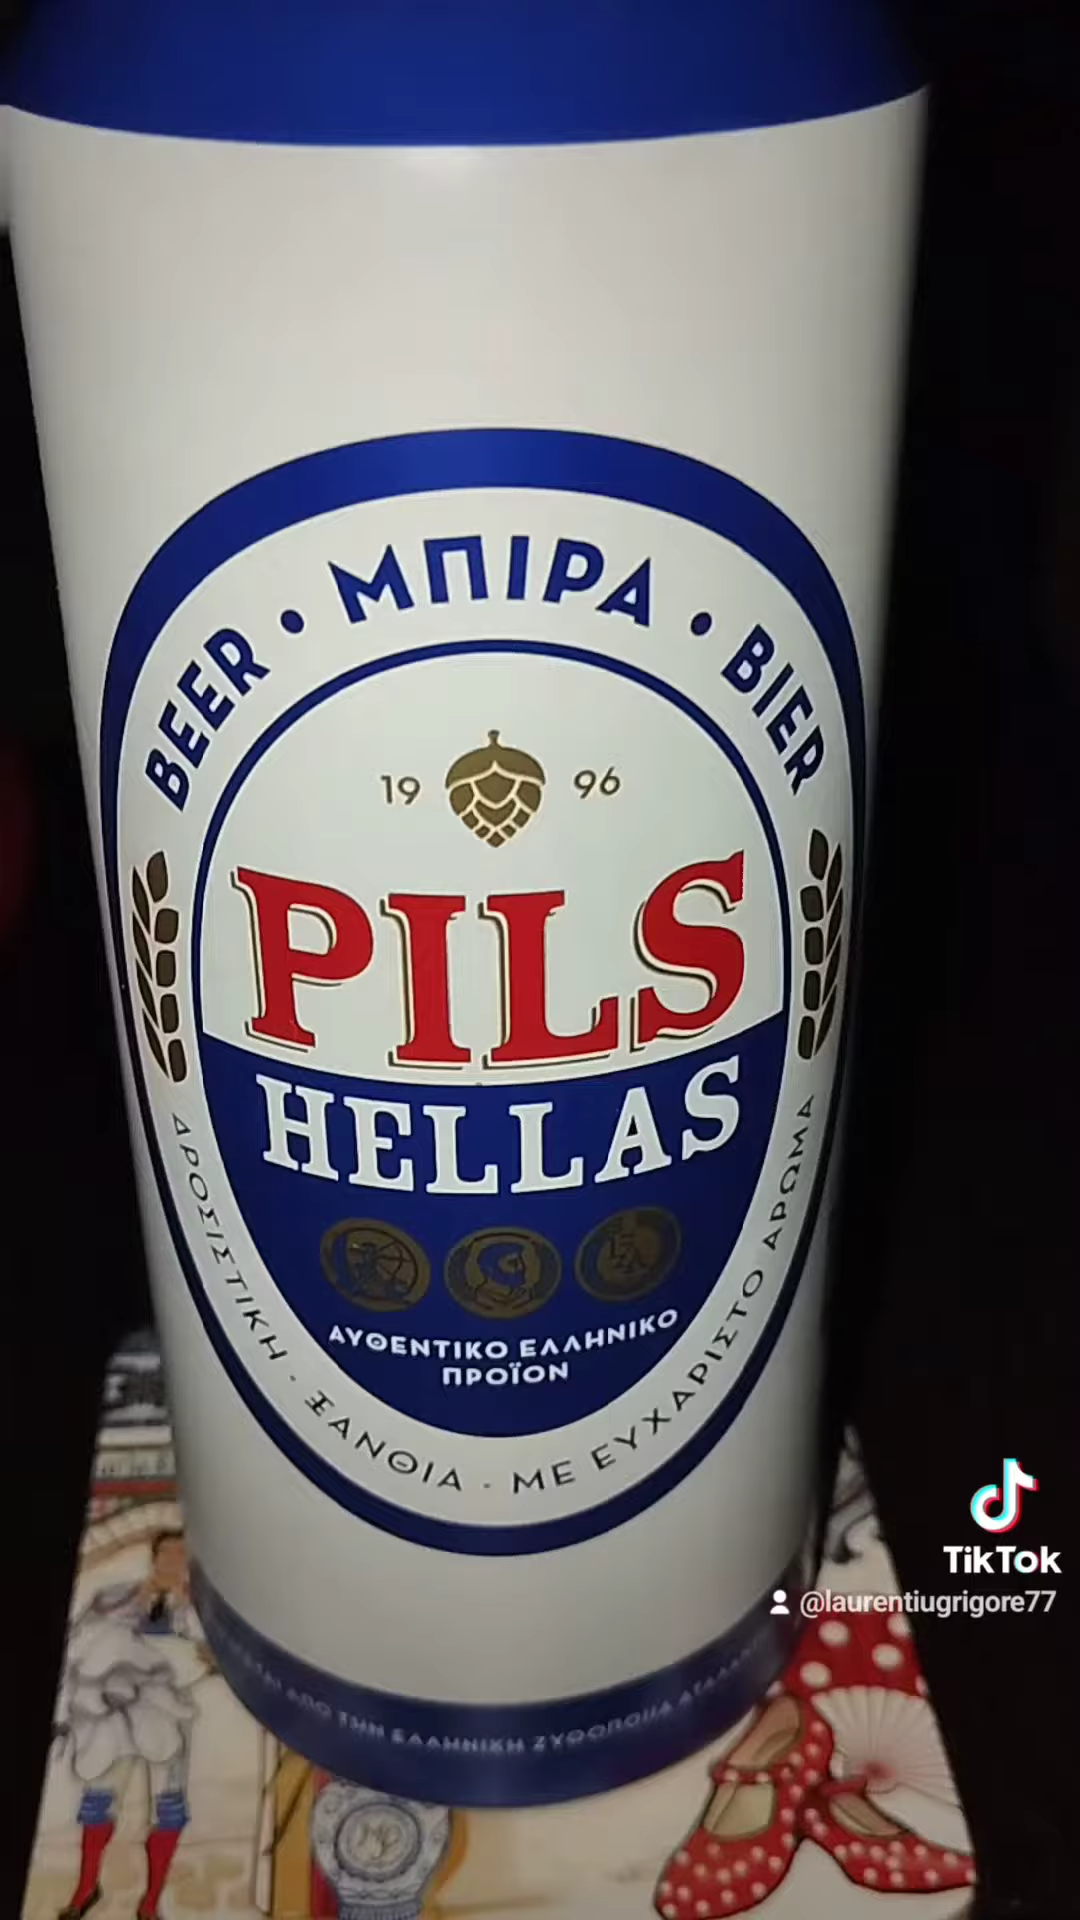 BEER • ΜΠΙΡΑ • BIER
19 96
PILS
HELLAS
ΑΥΘΕΝΤΙΚΟ ΕΛΛΗΝΙΚΟ
ΠΡΟΪΟΝ
ΔΡΟΣΙΣΤΙΚΗ · ΞΑΝΘΙΑ · ΜΕ ΕΥΧΑΡΙΣΤΟ ΑΡΩΜΑ
ΑΠΟ ΤΗΝ ΕΛΛΗΝΙΚΗ ΖΥΘΟΠΟΙΙΑ
TikTok
@laurentiugrigore77